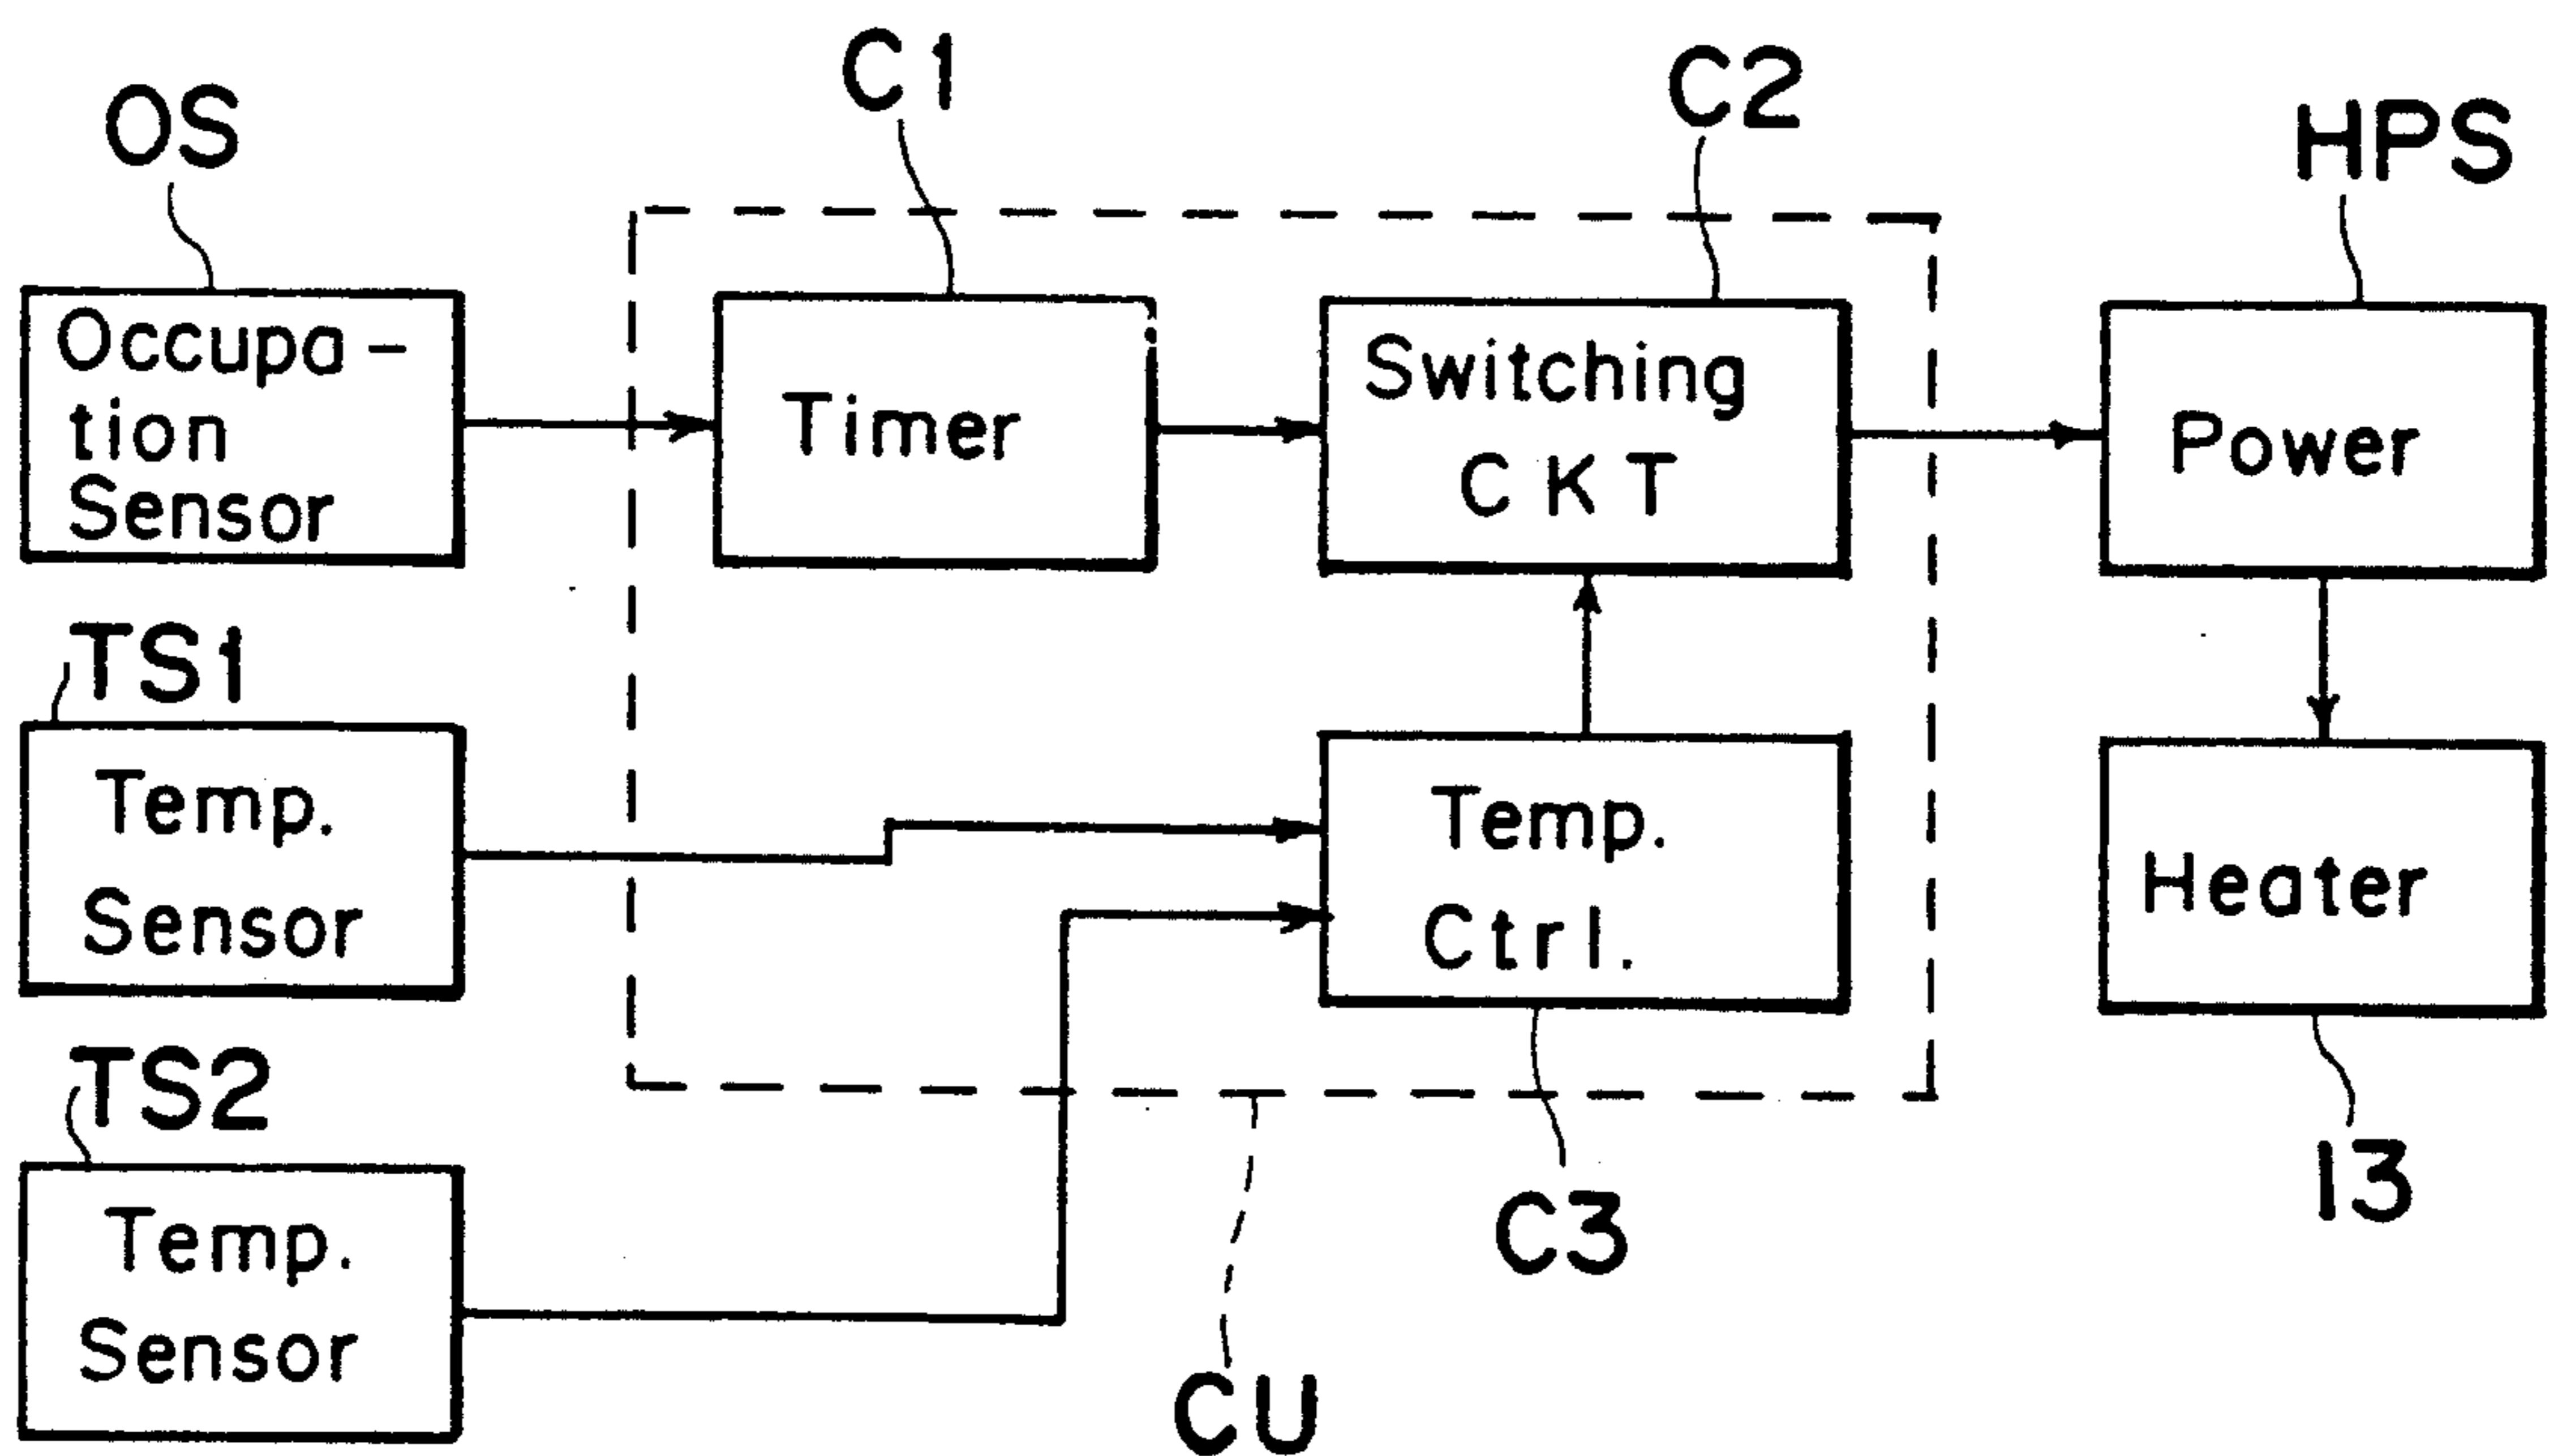 OS
C1
C2
HPS
Occupa-
tion
Sensor
Timer
Switching
CKT
Power
TS1
Temp.
Sensor
Temp.
Ctrl.
Heater
TS2
Temp.
Sensor
C3
13
CU